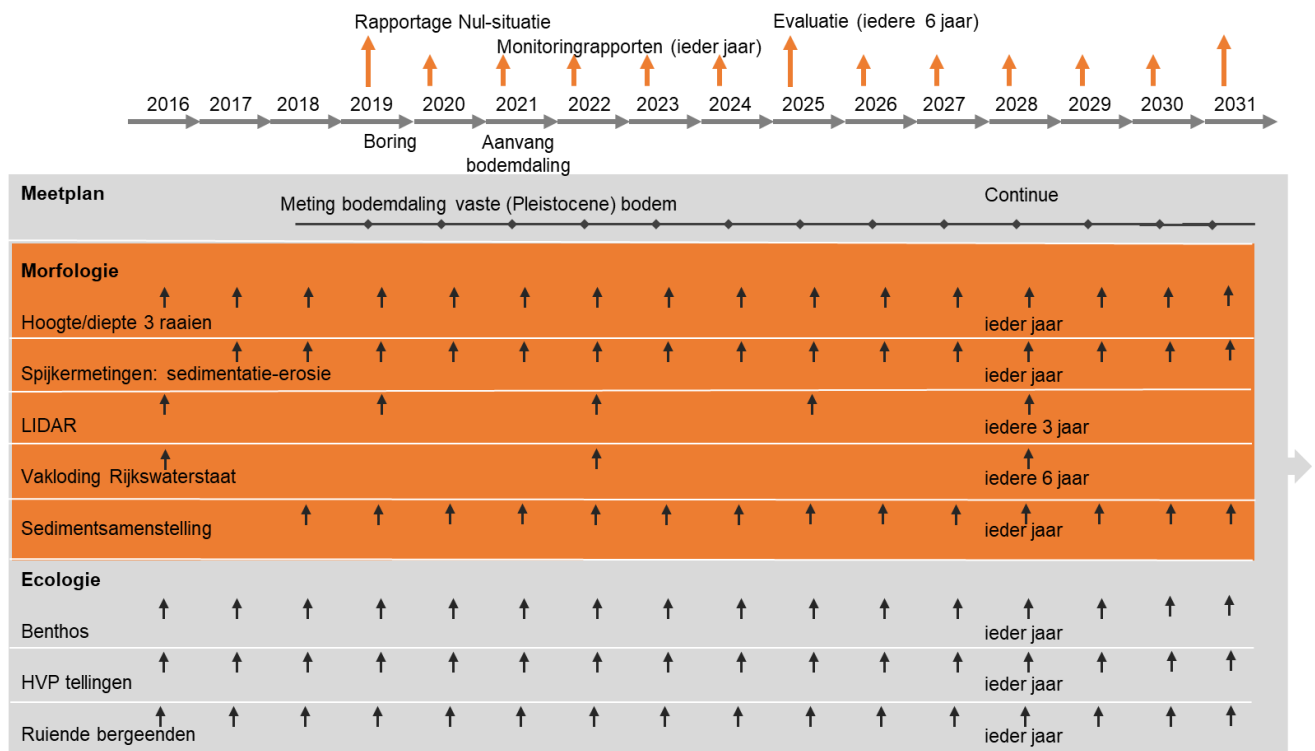 Rapportage Nul-situatie
Evaluatie (iedere 6 jaar)
Monitoringrapporten (ieder jaar)
2016 2017 2018 2019 2020 2021 2022 2023 2024 2025 2026 2027 2028 2029 2030 2031
Boring
Aanvang
bodemdaling
Meetplan
Meting bodemdaling vaste (Pleistocene) bodem
Continue
Morfologie
Hoogte/diepte 3 raaien
ieder jaar
Spijkermetingen: sedimentatie-erosie
ieder jaar
LIDAR
iedere 3 jaar
Vakloding Rijkswaterstaat
iedere 6 jaar
Sedimentsamenstelling
ieder jaar
Ecologie
Benthos
ieder jaar
HVP tellingen
ieder jaar
Ruiende bergeenden
ieder jaar